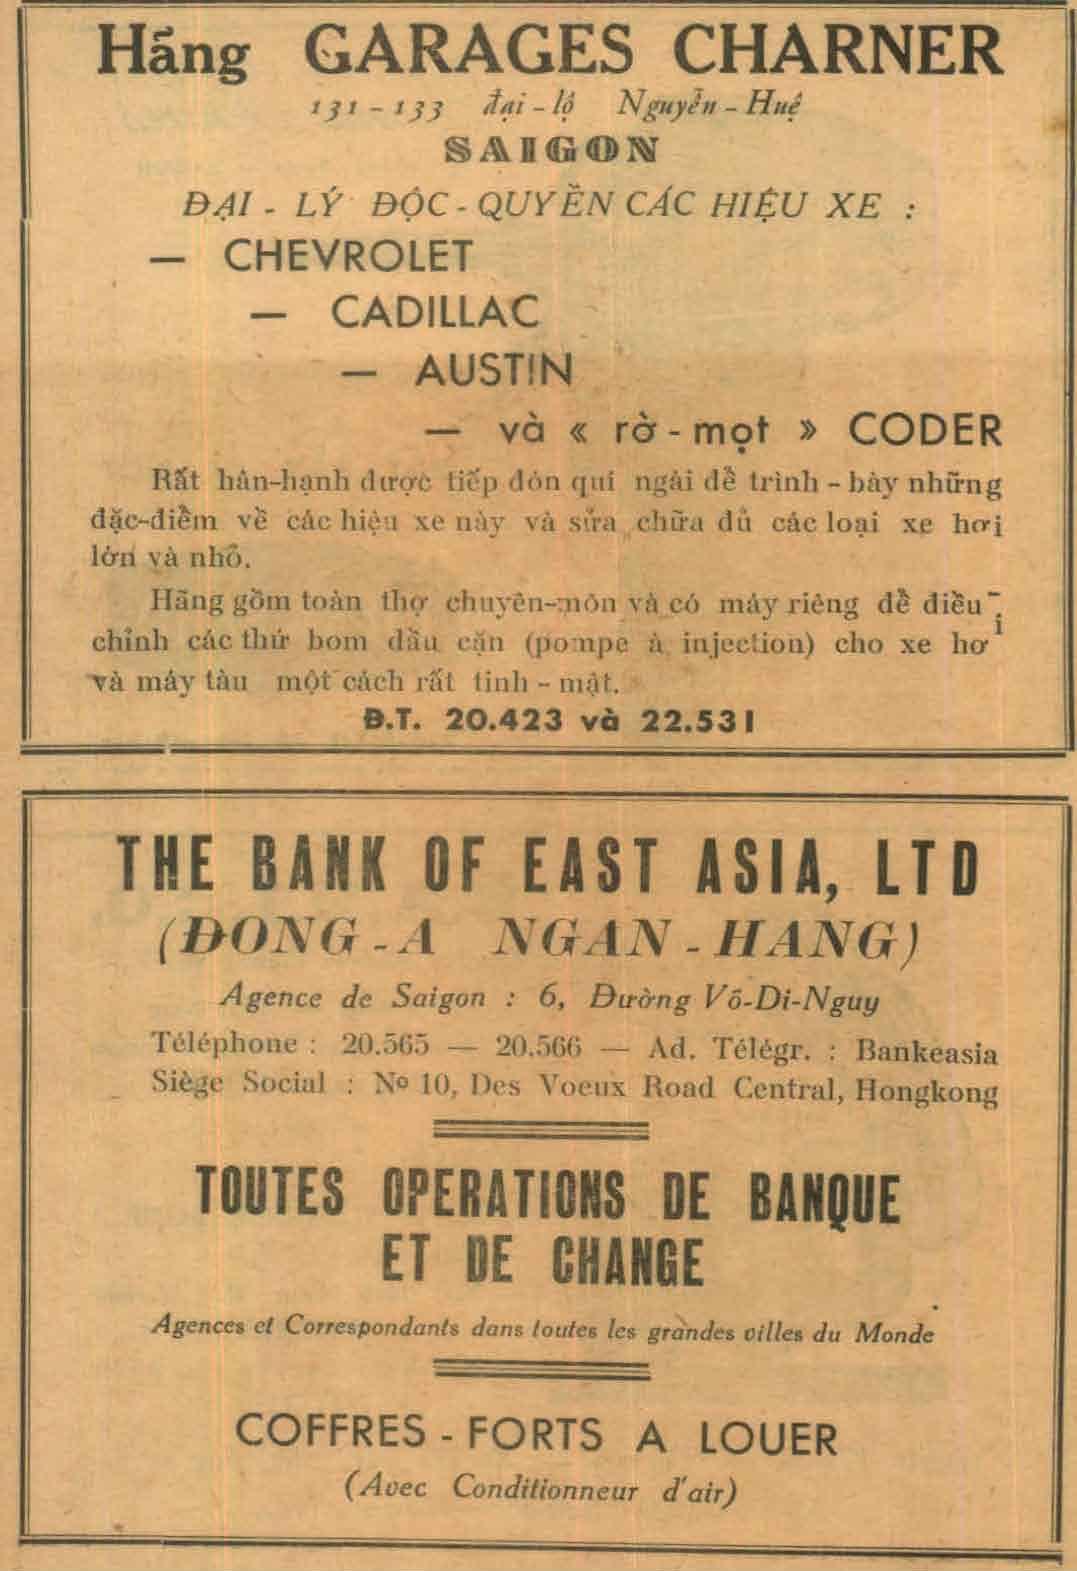 Hãng GARAGES CHARNER
131 - 133 đại - lộ Nguyễn - Huệ
SAIGON
ĐẠI - LÝ ĐỘC - QUYỀN CÁC HIỆU XE :
— CHEVROLET
— CADILLAC
— AUSTIN
— và « rờ - mọt » CODER
Rất hân-hạnh được tiếp đón quí ngài để trình - bày những
đặc-điểm về các hiệu xe này và sửa chữa đủ các loại xe hơi
lớn và nhỏ.
Hãng gồm toàn thợ chuyên-môn và có máy riêng để điều -
chỉnh các thứ bom dầu cặn (pompe à injection) cho xe hơi
và máy tàu một cách rất tinh - mật.
Đ.T. 20.423 và 22.531
THE BANK OF EAST ASIA, LTD
(ĐONG - A NGAN - HANG)
Agence de Saigon : 6, Đường Võ-Di-Nguy
Téléphone : 20.565 — 20.566 — Ad. Télégr. : Bankeasia
Siège Social : Nº 10, Des Voeux Road Central, Hongkong
TOUTES OPERATIONS DE BANQUE
ET DE CHANGE
Agences et Correspondants dans toutes les grandes villes du Monde
COFFRES - FORTS A LOUER
(Avec Conditionneur d'air)